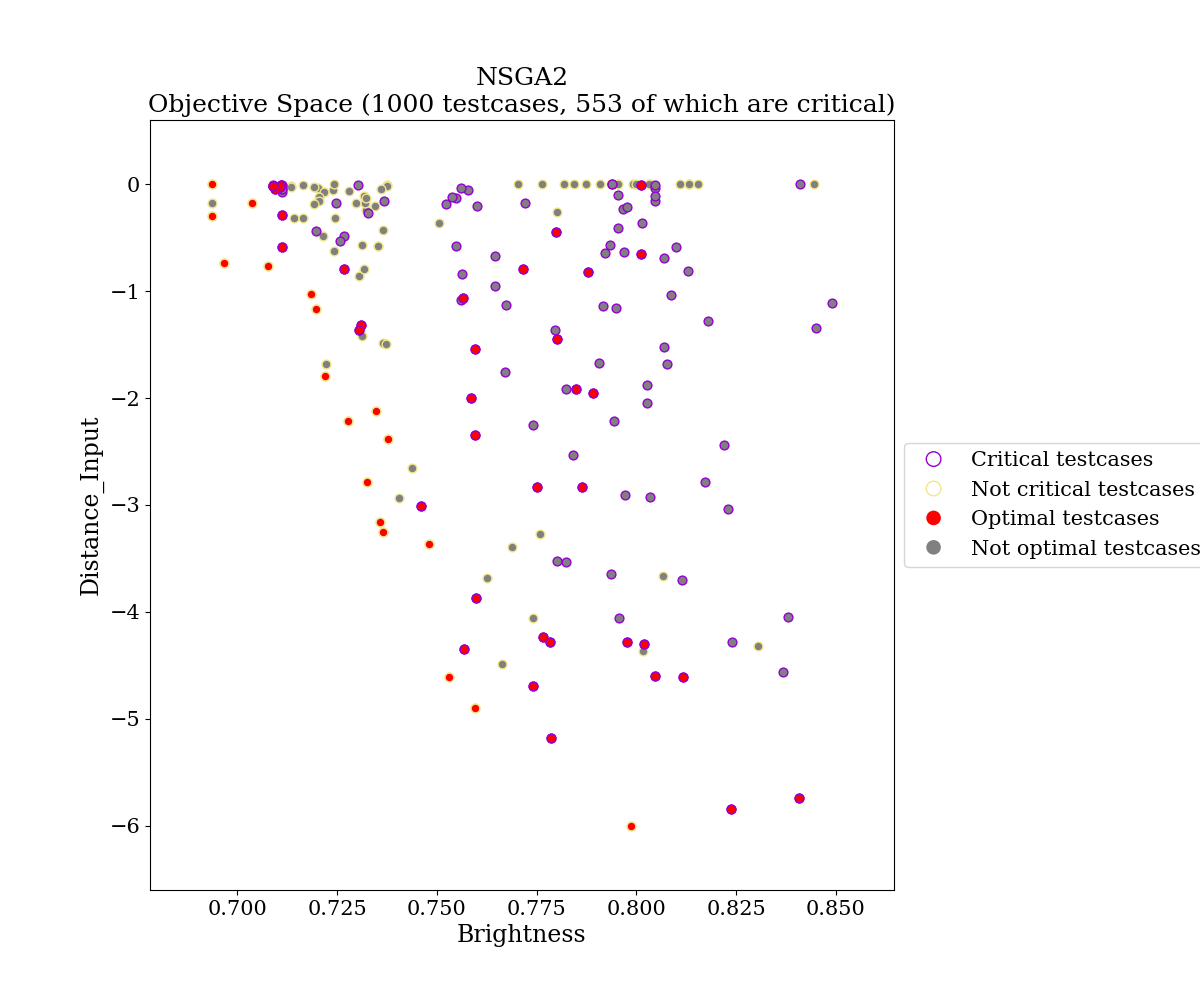 NSGA2
Objective Space (1000 testcases, 553 of which are critical)
0
−1
−2
−3
−4
−5
−6
Distance_Input
0.700
0.725
0.750
0.775
0.800
0.825
0.850
Brightness
Critical testcases
Not critical testcases
Optimal testcases
Not optimal testcases